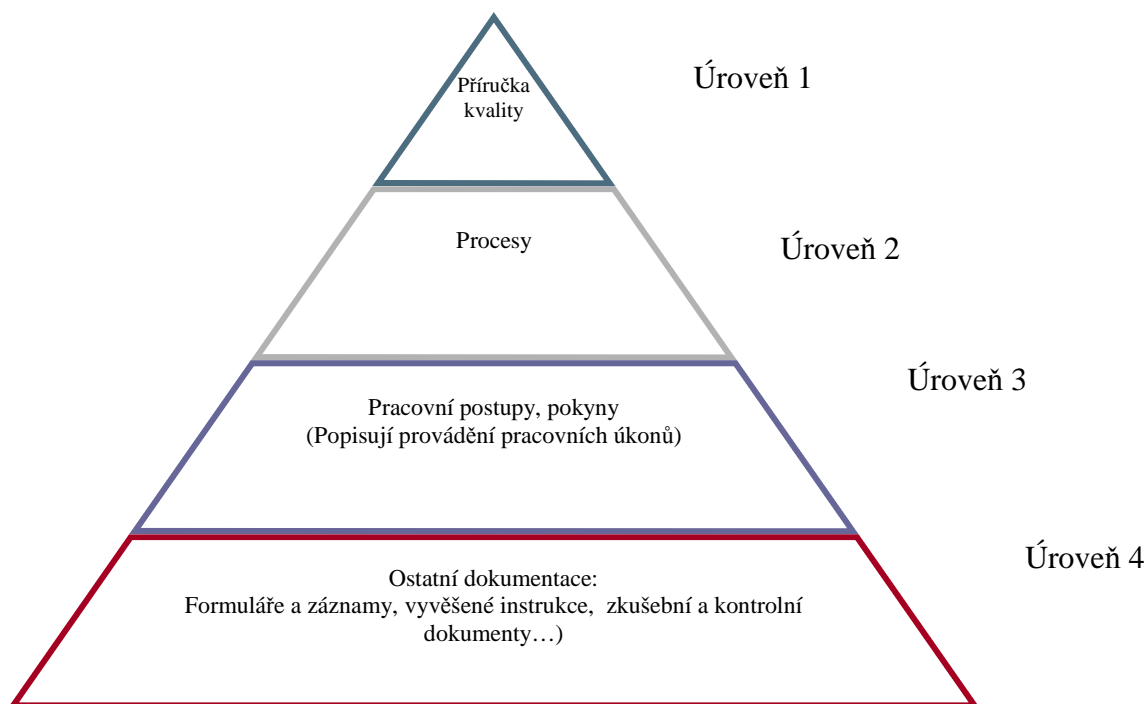 Příručka
kvality
Úroveň 1
Procesy
Úroveň 2
Úroveň 3
Pracovní postupy, pokyny
(Popisují provádění pracovních úkonů)
Úroveň 4
Ostatní dokumentace:
Formuláře a záznamy, vyvěšené instrukce,  zkušební a kontrolní
dokumenty…)